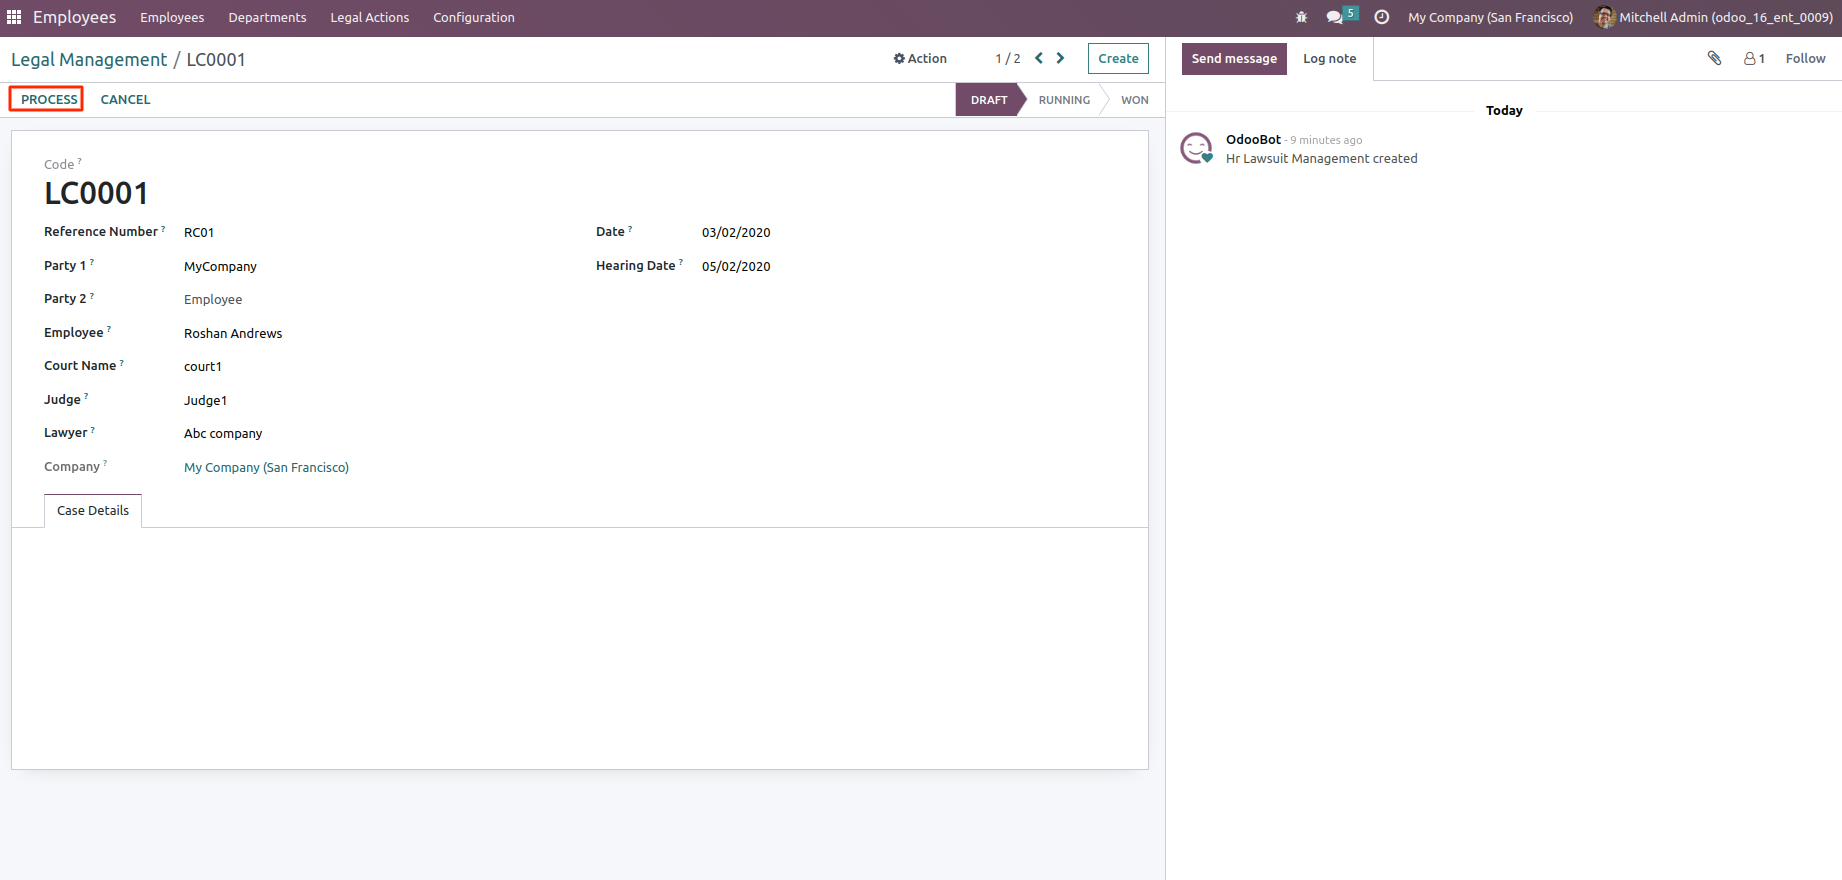 Employees Employees Departments Legal Actions Configuration 5 My Company (San Francisco) Mitchell Admin (odoo_16_ent_0009)
Legal Management / LC0001 Action 1 / 2 Create
PROCESS CANCEL DRAFT RUNNING WON
Code ?
LC0001
Reference Number ? RC01 Date ? 03/02/2020
Party 1 ? MyCompany Hearing Date ? 05/02/2020
Party 2 ? Employee
Employee ? Roshan Andrews
Court Name ? court1
Judge ? Judge1
Lawyer ? Abc company
Company ? My Company (San Francisco)
Case Details
Send message Log note 1 Follow
Today
OdooBot - 9 minutes ago
Hr Lawsuit Management created